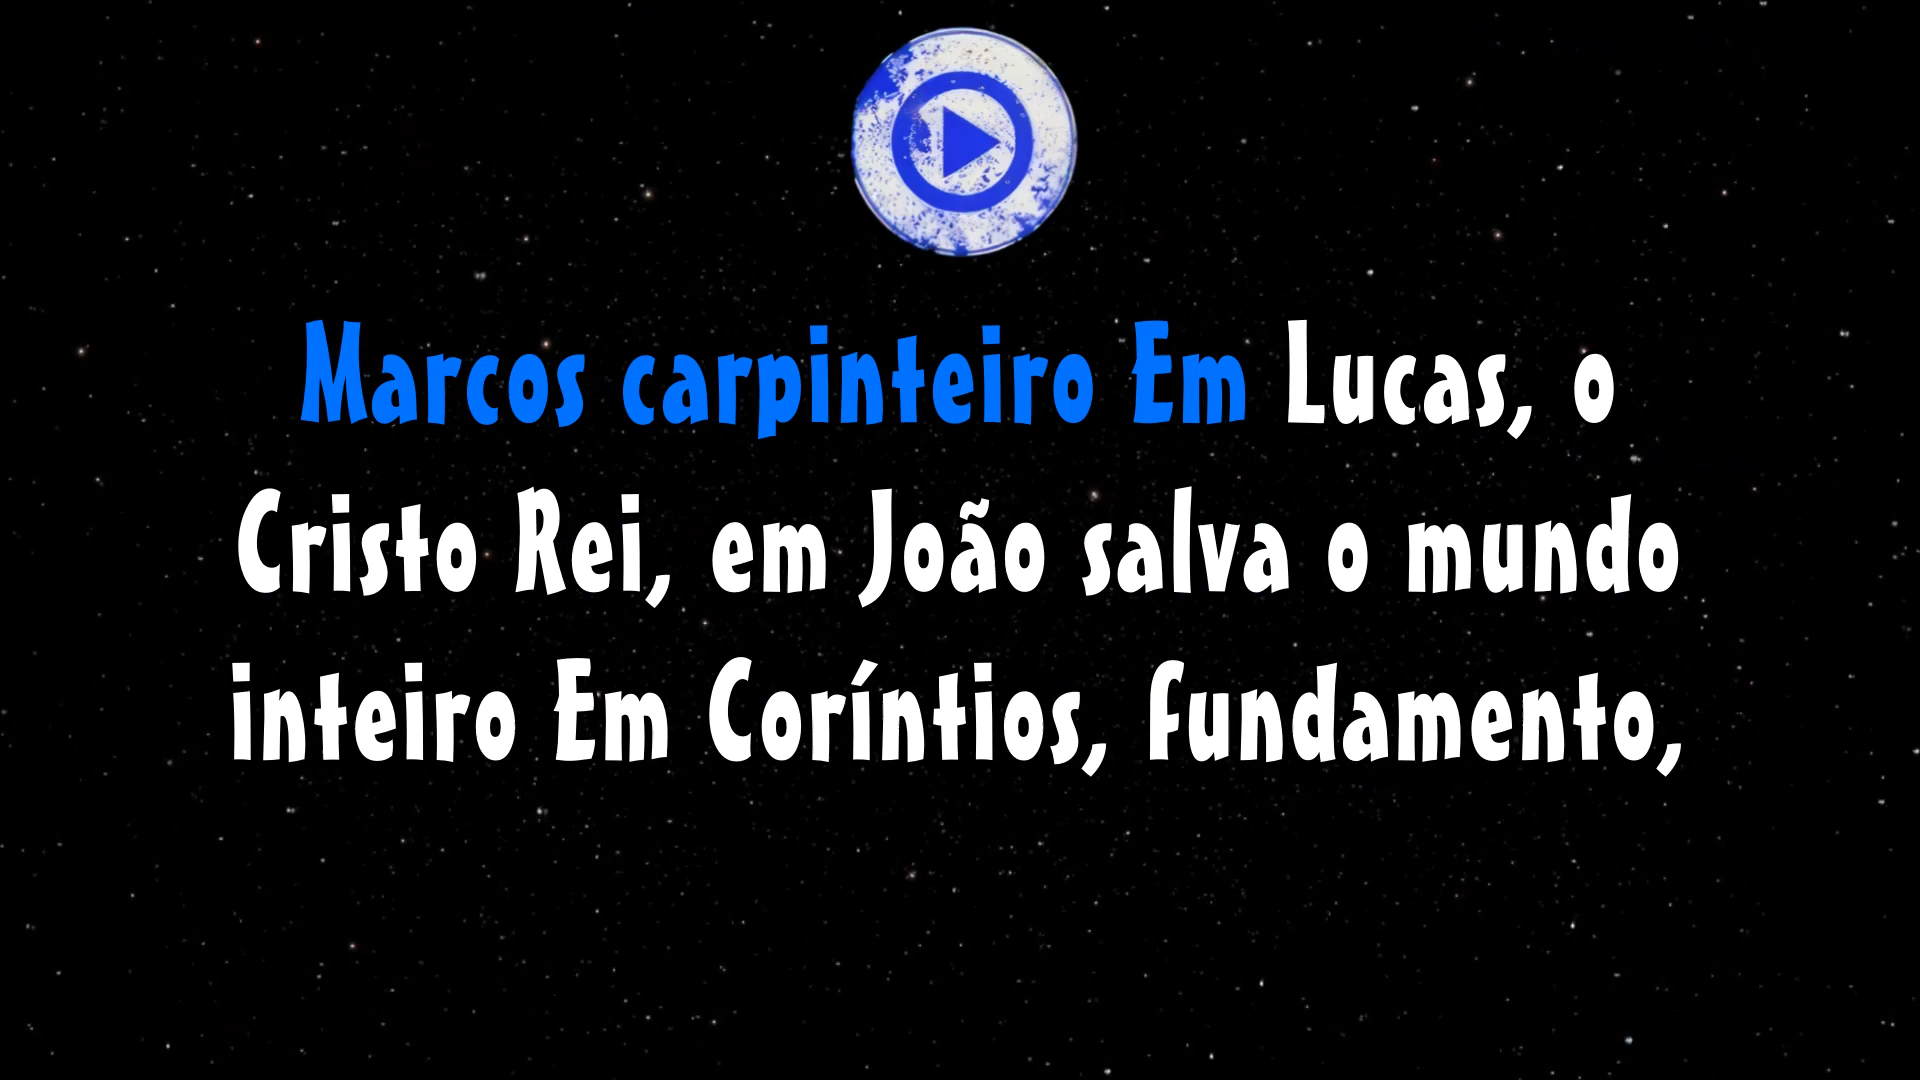 Marcos carpinteiro Em Lucas, o
Cristo Rei, em João salva o mundo
inteiro Em Coríntios, fundamento,